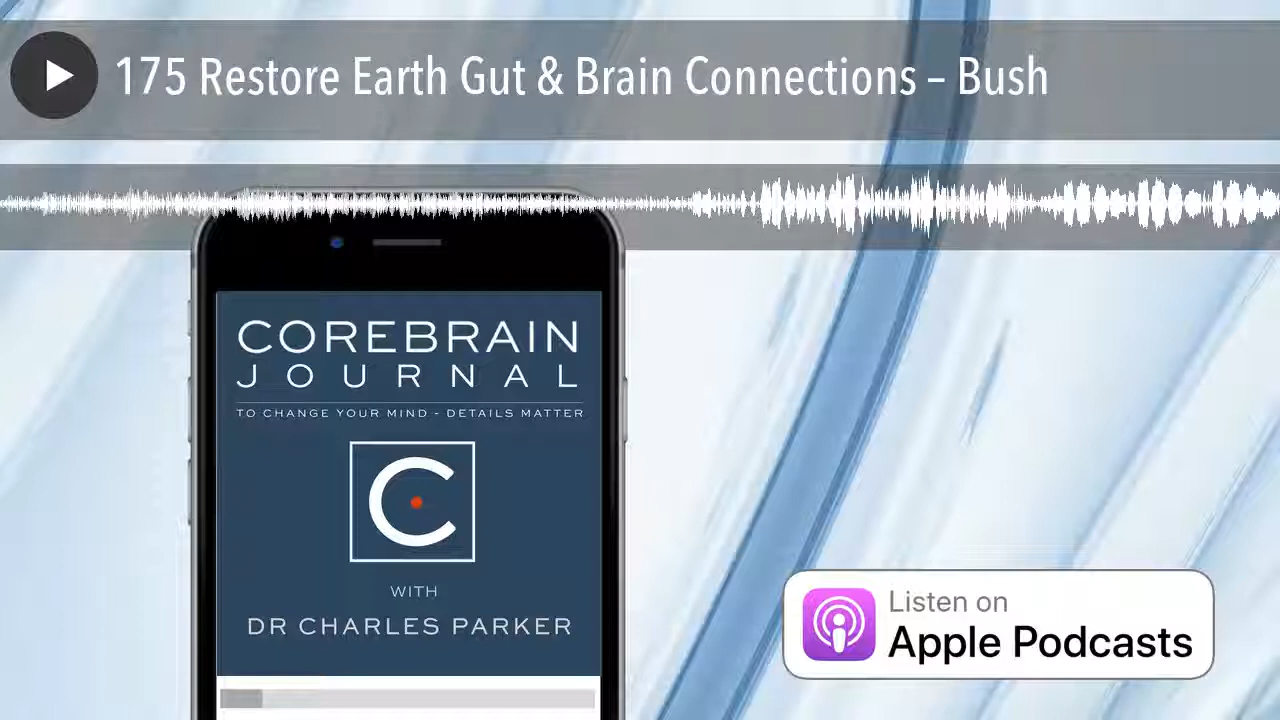 175 Restore Earth Gut & Brain Connections – Bush
COREBRAIN
JOURNAL
TO CHANGE YOUR MIND - DETAILS MATTER
C
WITH
DR CHARLES PARKER
Listen on
Apple Podcasts